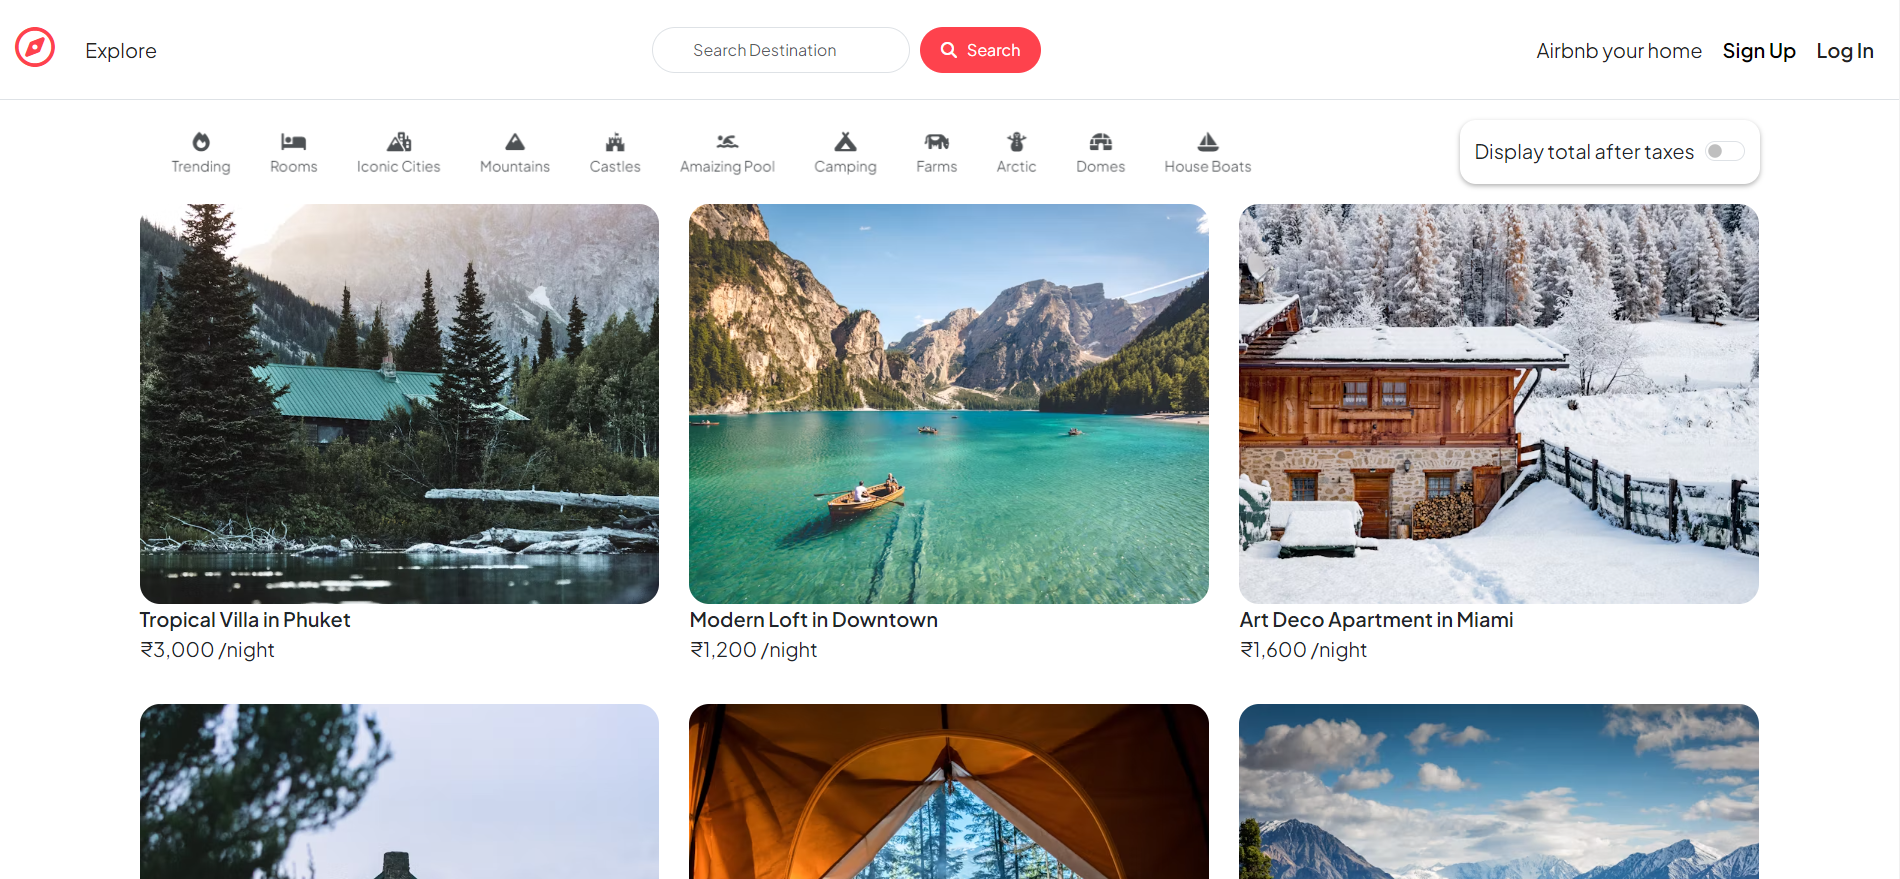 Explore
Search Destination
Search
Airbnb your home
Sign Up
Log In
Trending
Rooms
Iconic Cities
Mountains
Castles
Amaizing Pool
Camping
Farms
Arctic
Domes
House Boats
Display total after taxes
Tropical Villa in Phuket
₹3,000 /night
Modern Loft in Downtown
₹1,200 /night
Art Deco Apartment in Miami
₹1,600 /night